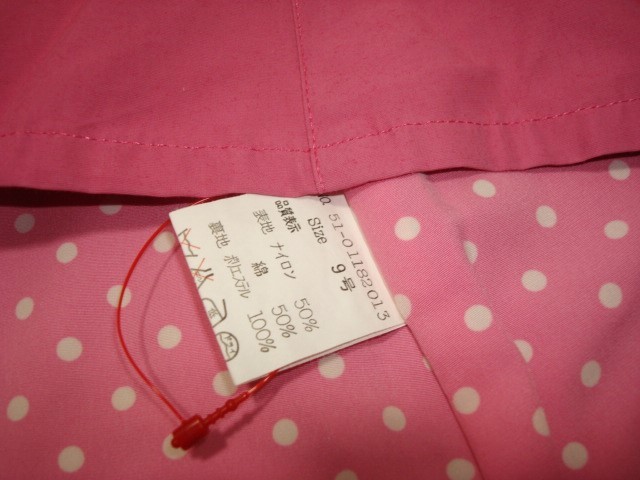 51-01182013
品質表示
Size 9号
表地 ナイロン 50%
綿 50%
裏地 ポリエステル 100%